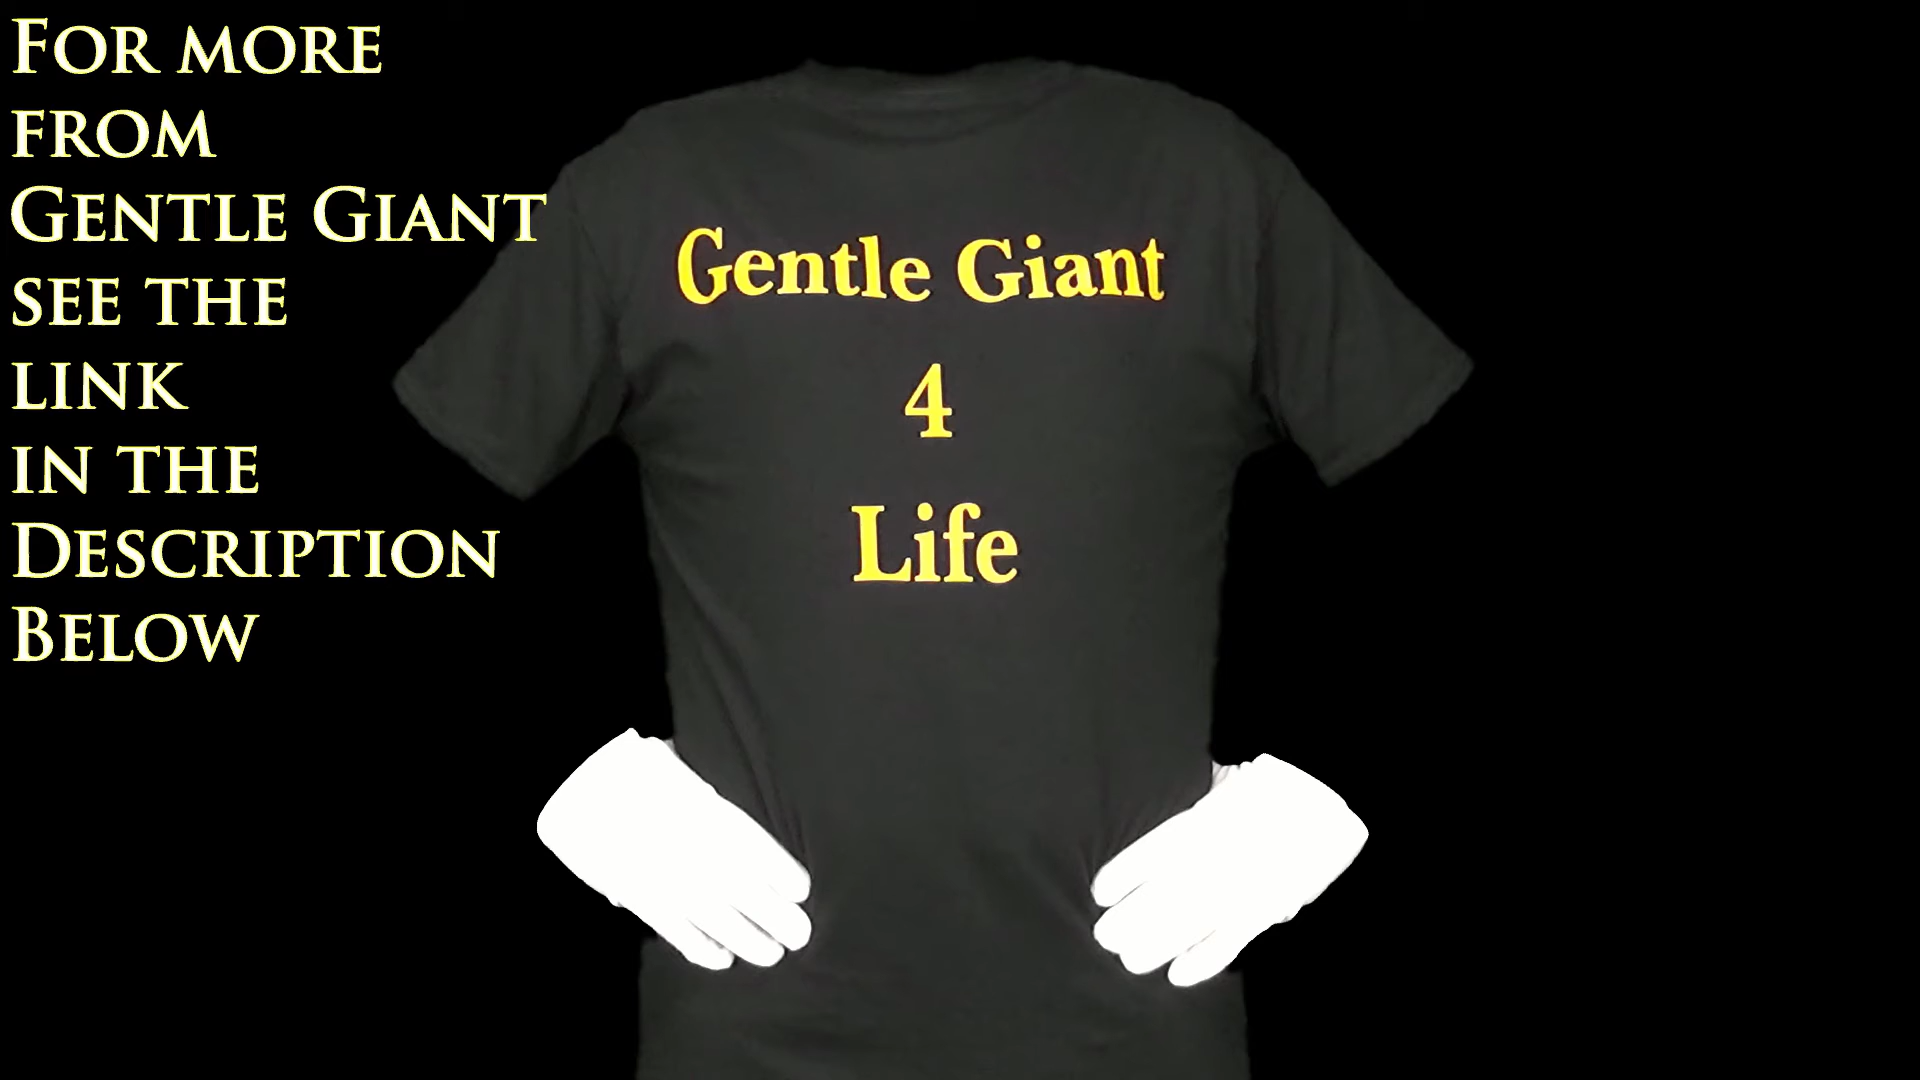 For more
from
Gentle Giant
see the
link
in the
Description
Below
Gentle Giant
4
Life